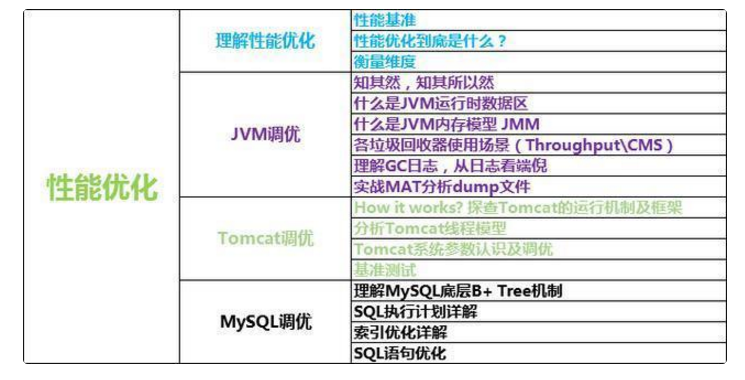 性能优化
理解性能优化
性能基准
性能优化到底是什么？
衡量维度
JVM调优
知其然，知其所以然
什么是JVM运行时数据区
什么是JVM内存模型 JMM
各垃圾回收器使用场景（Throughput\CMS）
理解GC日志，从日志看端倪
实战MAT分析dump文件
Tomcat调优
How it works? 探查Tomcat的运行机制及框架
分析Tomcat线程模型
Tomcat系统参数认识及调优
基准测试
MySQL调优
理解MySQL底层B+ Tree机制
SQL执行计划详解
索引优化详解
SQL语句优化